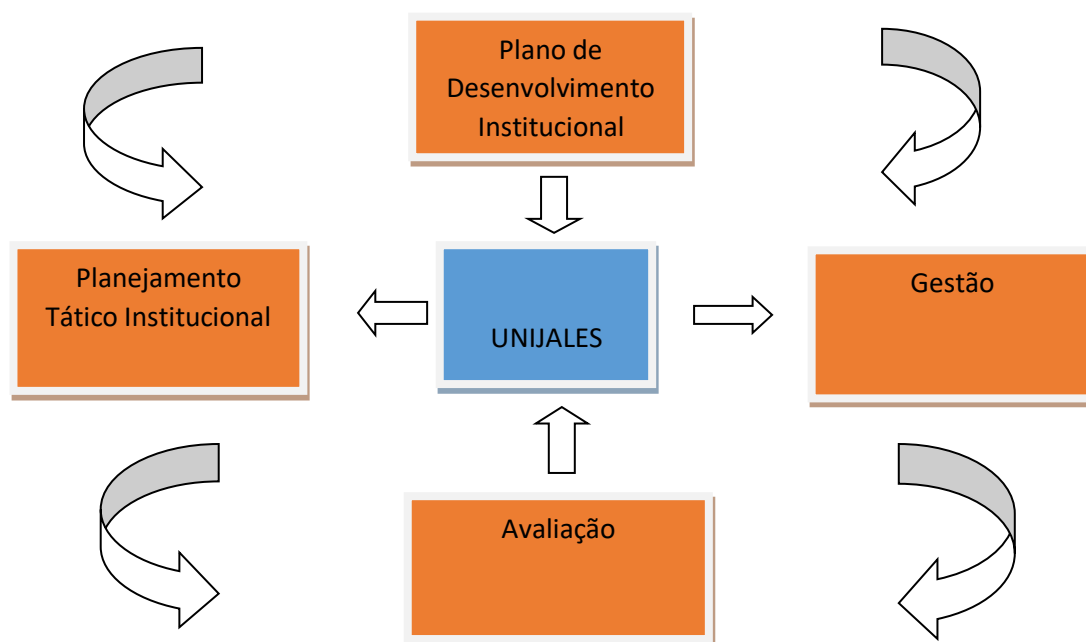 Plano de
Desenvolvimento
Institucional
Planejamento
Tático Institucional
UNIJALES
Gestão
Avaliação